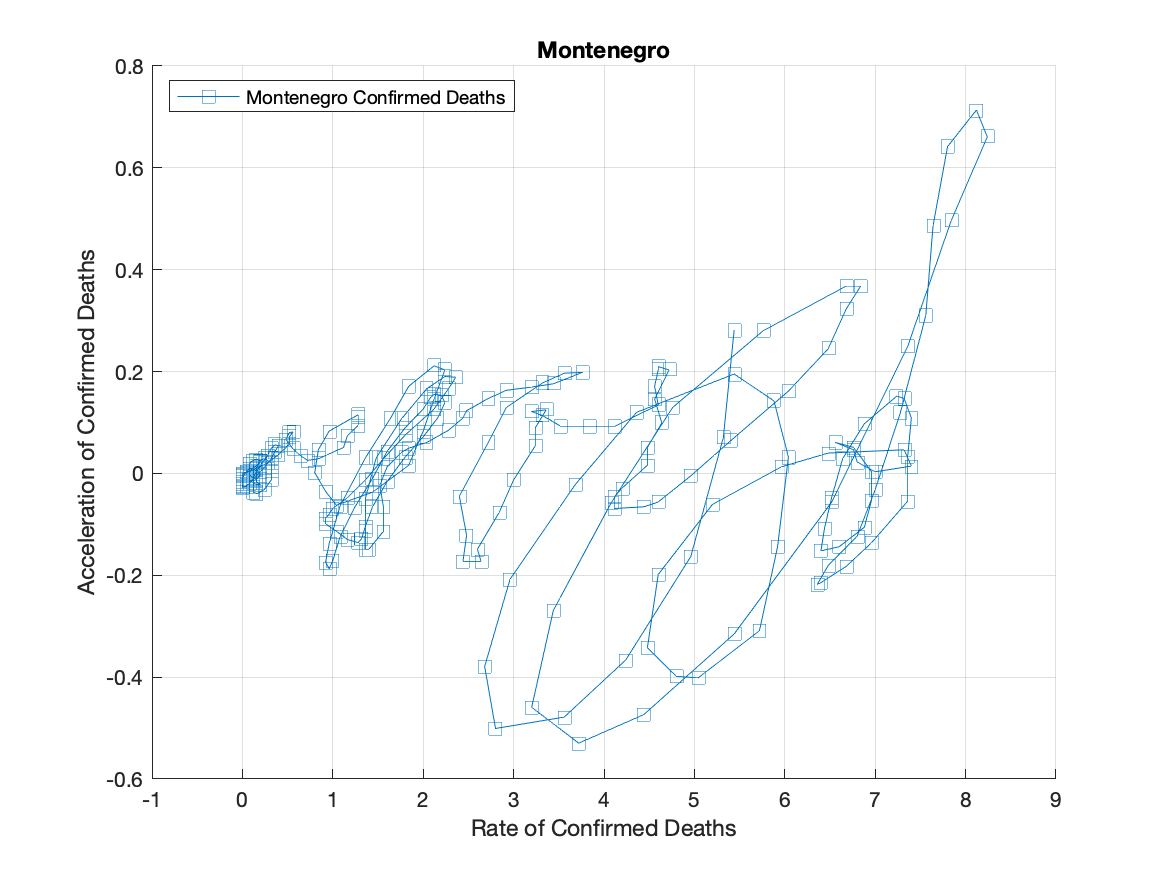 Montenegro
Montenegro Confirmed Deaths
0.8
0.6
0.4
0.2
0
-0.2
-0.4
-0.6
Acceleration of Confirmed Deaths
-1 0 1 2 3 4 5 6 7 8 9
Rate of Confirmed Deaths